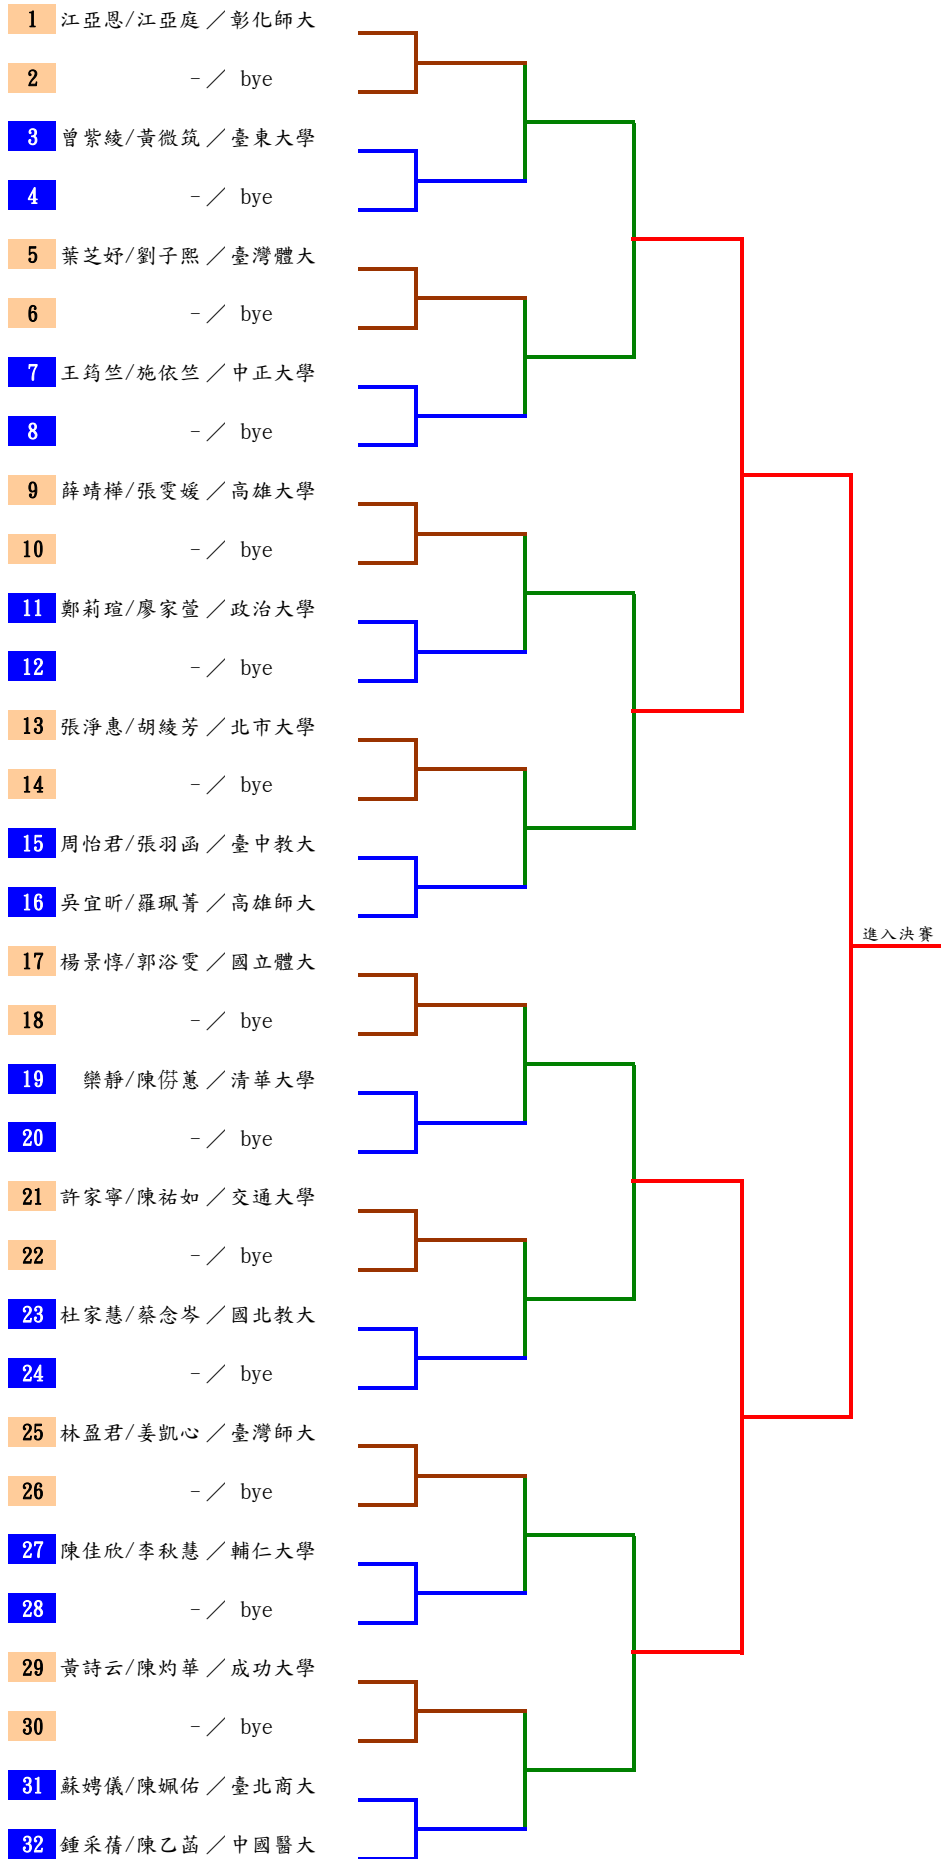 1 江亞恩/江亞庭／彰化師大
2 -／ bye
3 曾紫綾/黃微筑／臺東大學
4 -／ bye
5 葉芝妤/劉子熙／臺灣體大
6 -／ bye
7 王筠竺/施依竺／中正大學
8 -／ bye
9 薛靖樺/張雯媛／高雄大學
10 -／ bye
11 鄭莉瑄/廖家萱／政治大學
12 -／ bye
13 張淨惠/胡綾芳／北市大學
14 -／ bye
15 周怡君/張羽函／臺中教大
16 吳宜昕/羅珮菁／高雄師大
進入決賽
17 楊景惇/郭浴雯／國立體大
18 -／ bye
19 欒靜/陳㑟蕙／清華大學
20 -／ bye
21 許家寧/陳祐如／交通大學
22 -／ bye
23 杜家慧/蔡念岑／國北教大
24 -／ bye
25 林盈君/姜凱心／臺灣師大
26 -／ bye
27 陳佳欣/李秋慧／輔仁大學
28 -／ bye
29 黃詩云/陳灼華／成功大學
30 -／ bye
31 蘇娉儀/陳姵佑／臺北商大
32 鍾采蒨/陳乙菡／中國醫大